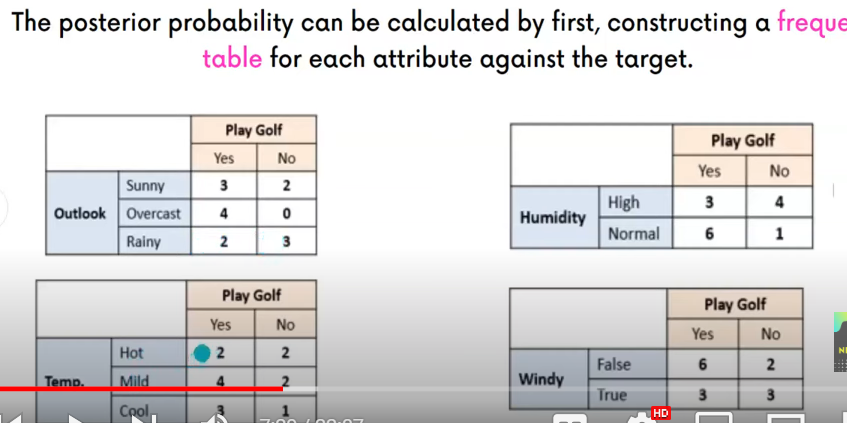 The posterior probability can be calculated by first, constructing a freque
table for each attribute against the target.
Play Golf
Yes No
Outlook Sunny 3 2
Overcast 4 0
Rainy 2 3
Play Golf
Yes No
Humidity High 3 4
Normal 6 1
Play Golf
Yes No
Hot 2 2
Temp. Mild 4 2
Cool 3 1
Play Golf
Yes No
Windy False 6 2
True 3 3
HD